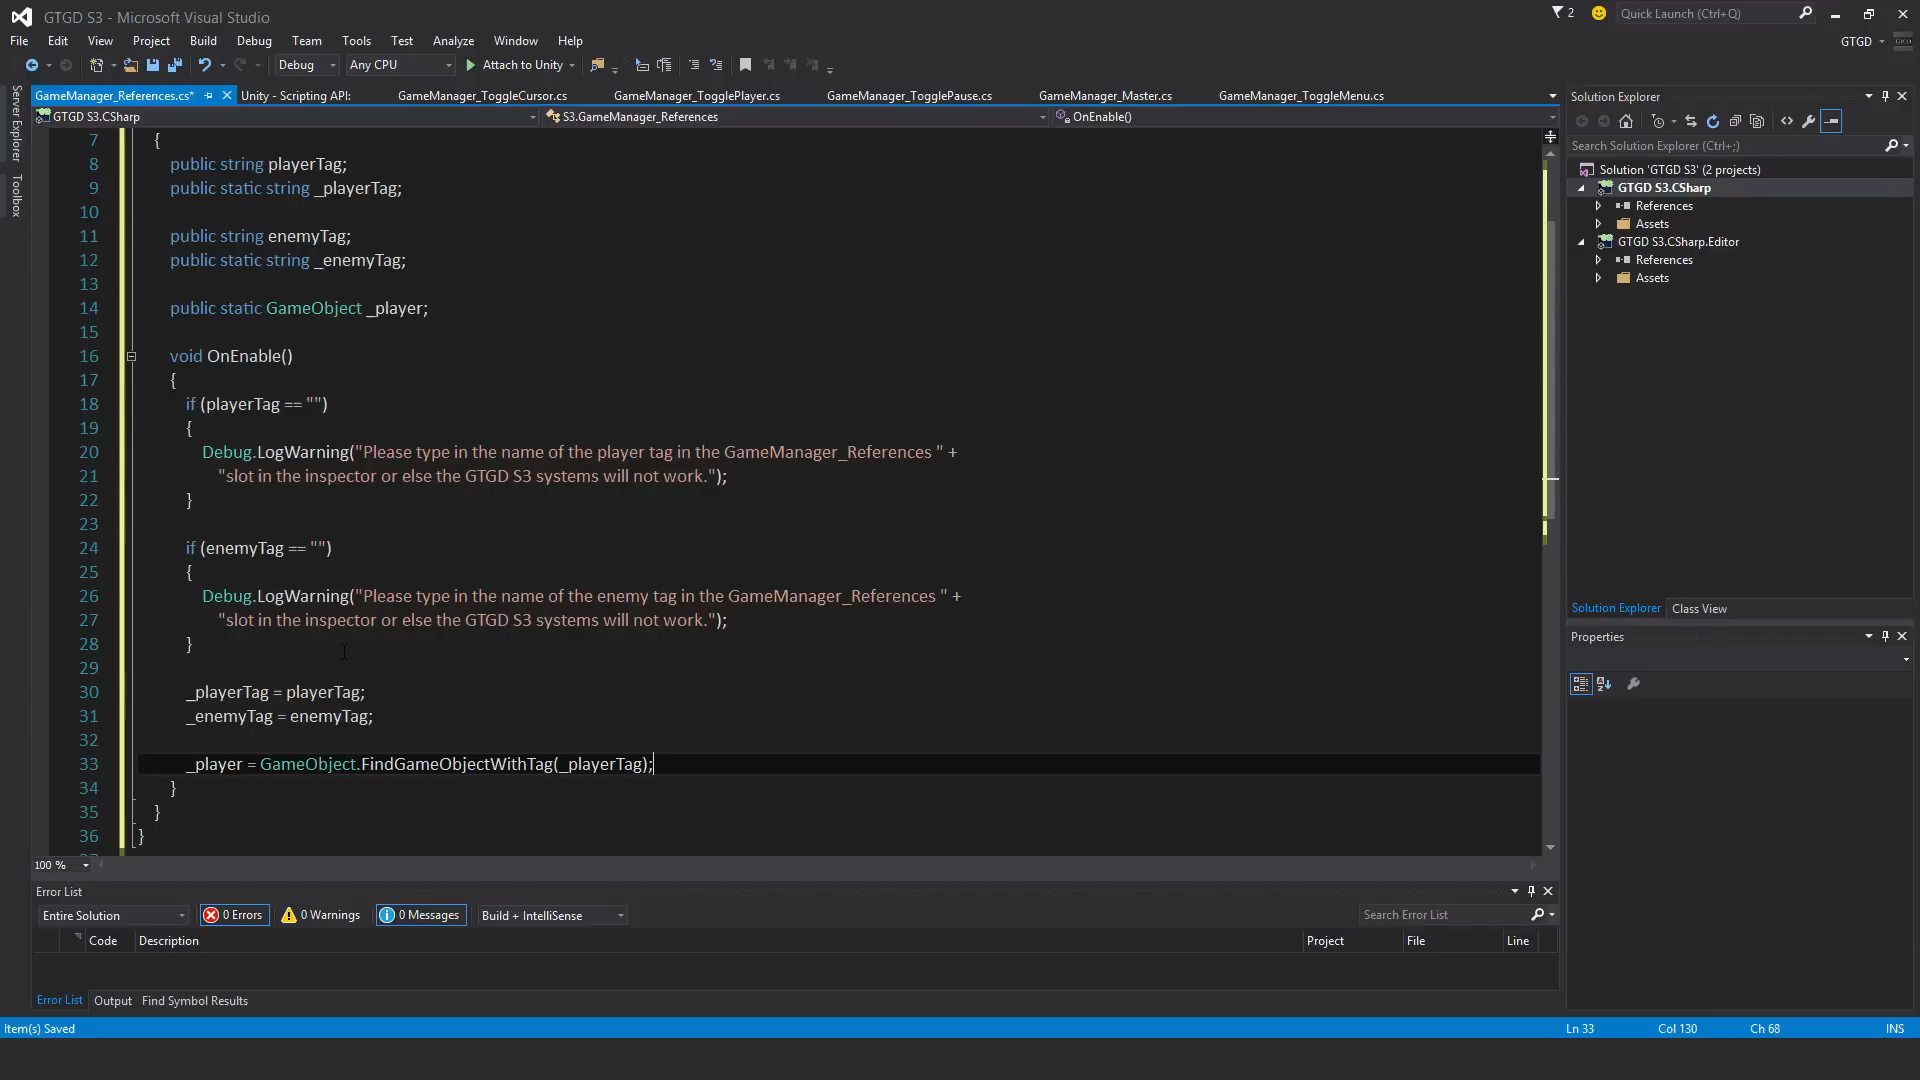 GTGD S3 - Microsoft Visual Studio
2
Quick Launch (Ctrl+Q)
File Edit View Project Build Debug Team Tools Test Analyze Window Help
GTGD
Debug Any CPU Attach to Unity
GameManager_References.cs* Unity - Scripting API: GameManager_ToggleCursor.cs GameManager_TogglePlayer.cs GameManager_TogglePause.cs GameManager_Master.cs GameManager_ToggleMenu.cs
GTGD S3.CSharp S3.GameManager_References OnEnable()
Server Explorer
Toolbox
7 {
8 public string playerTag;
9 public static string _playerTag;
10
11 public string enemyTag;
12 public static string _enemyTag;
13
14 public static GameObject _player;
15
16 void OnEnable()
17 {
18 if (playerTag == "")
19 {
20 Debug.LogWarning("Please type in the name of the player tag in the GameManager_References " +
21 "slot in the inspector or else the GTGD S3 systems will not work.");
22 }
23
24 if (enemyTag == "")
25 {
26 Debug.LogWarning("Please type in the name of the enemy tag in the GameManager_References " +
27 "slot in the inspector or else the GTGD S3 systems will not work.");
28 }
29
30 _playerTag = playerTag;
31 _enemyTag = enemyTag;
32
33 _player = GameObject.FindGameObjectWithTag(_playerTag);
34 }
35 }
36 }
100 %
Solution Explorer
Search Solution Explorer (Ctrl+;)
Solution 'GTGD S3' (2 projects)
GTGD S3.CSharp
References
Assets
GTGD S3.CSharp.Editor
References
Assets
Solution Explorer Class View
Properties
Error List
Entire Solution 0 Errors 0 Warnings 0 Messages Build + IntelliSense Search Error List
Code Description Project File Line
Error List Output Find Symbol Results
Item(s) Saved Ln 33 Col 130 Ch 68 INS